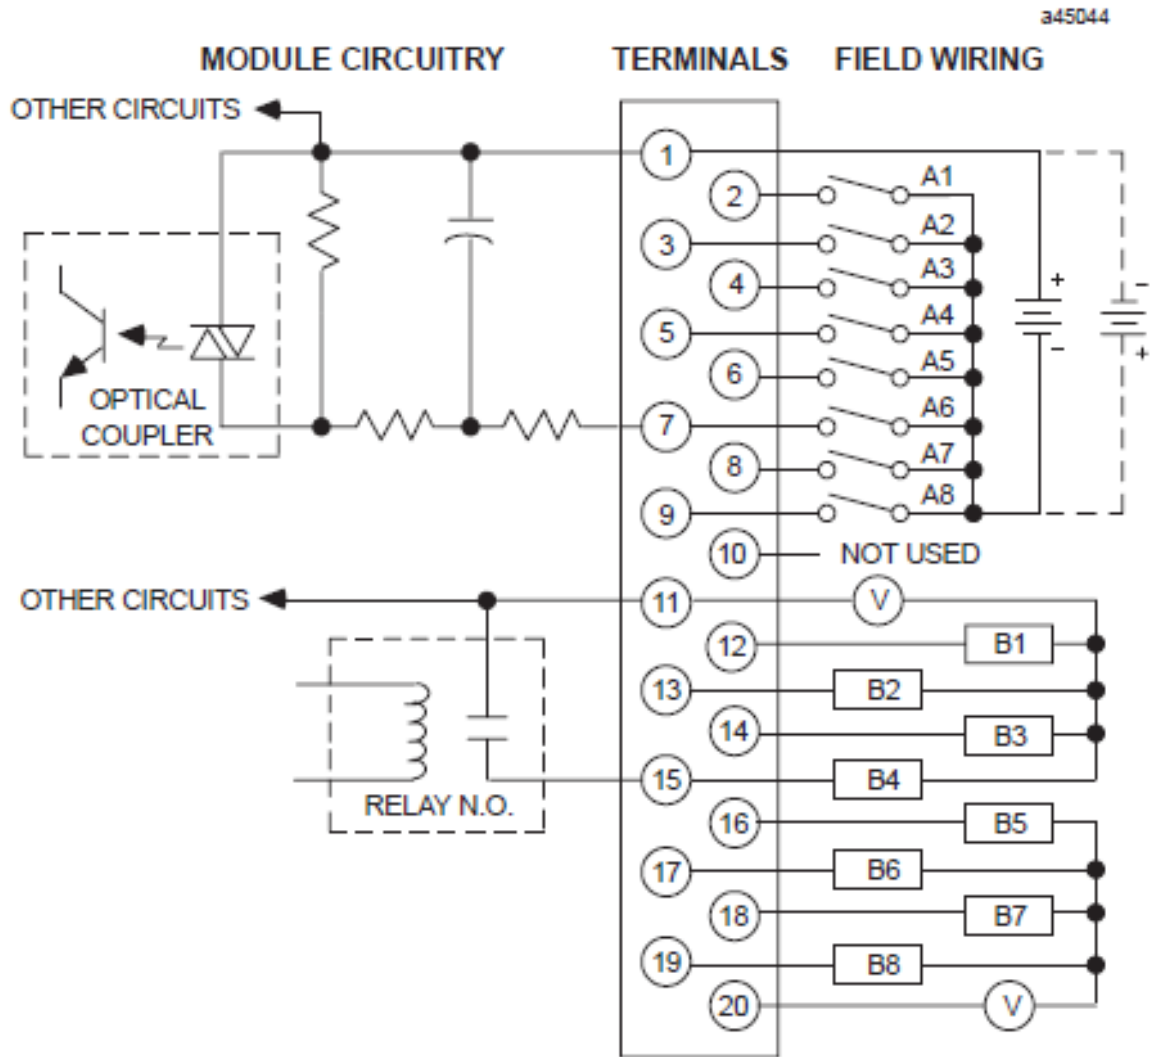 a45044
MODULE CIRCUITRY TERMINALS FIELD WIRING
OTHER CIRCUITS
1
2 A1
3 A2
4 A3
+ -
5 A4
- +
6 A5
OPTICAL
COUPLER
7 A6
8 A7
9 A8
10 NOT USED
OTHER CIRCUITS 11 V
12 B1
13 B2
14 B3
15 B4
RELAY N.O.
16 B5
17 B6
18 B7
19 B8
20 V